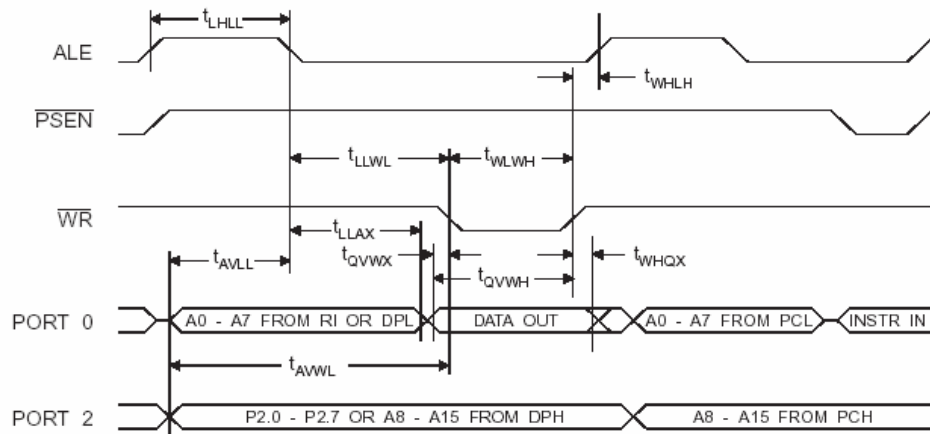 tLHLL
ALE
tWHLH
PSEN
tLLWL
tWLWH
WR
tLLAX
tAVLL
tQVWX
tWHQX
tQVWH
PORT 0
A0 - A7 FROM RI OR DPL
DATA OUT
A0 - A7 FROM PCL
INSTR IN
tAVWL
PORT 2
P2.0 - P2.7 OR A8 - A15 FROM DPH
A8 - A15 FROM PCH